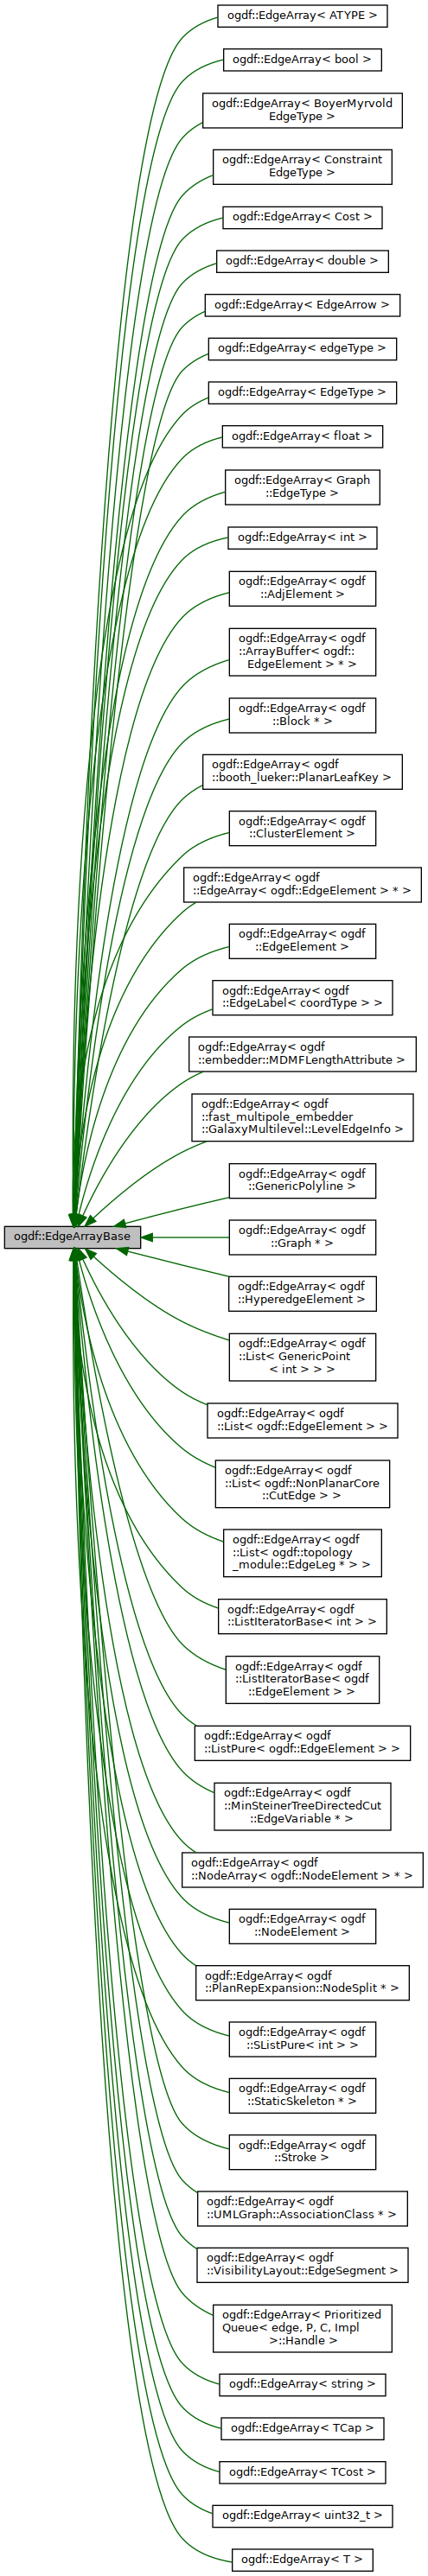 ogdf::EdgeArray< ATYPE >
ogdf::EdgeArray< bool >
ogdf::EdgeArray< BoyerMyrvold
EdgeType >
ogdf::EdgeArray< Constraint
EdgeType >
ogdf::EdgeArray< Cost >
ogdf::EdgeArray< double >
ogdf::EdgeArray< EdgeArrow >
ogdf::EdgeArray< edgeType >
ogdf::EdgeArray< EdgeType >
ogdf::EdgeArray< float >
ogdf::EdgeArray< Graph
::EdgeType >
ogdf::EdgeArray< int >
ogdf::EdgeArray< ogdf
::AdjElement >
ogdf::EdgeArray< ogdf
::ArrayBuffer< ogdf::
EdgeElement > * >
ogdf::EdgeArray< ogdf
::Block * >
ogdf::EdgeArray< ogdf
::booth_lueker::PlanarLeafKey >
ogdf::EdgeArray< ogdf
::ClusterElement >
ogdf::EdgeArray< ogdf
::EdgeArray< ogdf::EdgeElement > * >
ogdf::EdgeArray< ogdf
::EdgeElement >
ogdf::EdgeArray< ogdf
::EdgeLabel< coordType > >
ogdf::EdgeArray< ogdf
::embedder::MDMFLengthAttribute >
ogdf::EdgeArray< ogdf
::fast_multipole_embedder
::GalaxyMultilevel::LevelEdgeInfo >
ogdf::EdgeArray< ogdf
::GenericPolyline >
ogdf::EdgeArrayBase
ogdf::EdgeArray< ogdf
::Graph * >
ogdf::EdgeArray< ogdf
::HyperedgeElement >
ogdf::EdgeArray< ogdf
::List< GenericPoint
< int > > >
ogdf::EdgeArray< ogdf
::List< ogdf::EdgeElement > >
ogdf::EdgeArray< ogdf
::List< ogdf::NonPlanarCore
::CutEdge > >
ogdf::EdgeArray< ogdf
::List< ogdf::topology
_module::EdgeLeg * > >
ogdf::EdgeArray< ogdf
::ListIteratorBase< int > >
ogdf::EdgeArray< ogdf
::ListIteratorBase< ogdf
::EdgeElement > >
ogdf::EdgeArray< ogdf
::ListPure< ogdf::EdgeElement > >
ogdf::EdgeArray< ogdf
::MinSteinerTreeDirectedCut
::EdgeVariable * >
ogdf::EdgeArray< ogdf
::NodeArray< ogdf::NodeElement > * >
ogdf::EdgeArray< ogdf
::NodeElement >
ogdf::EdgeArray< ogdf
::PlanRepExpansion::NodeSplit * >
ogdf::EdgeArray< ogdf
::SListPure< int > >
ogdf::EdgeArray< ogdf
::StaticSkeleton * >
ogdf::EdgeArray< ogdf
::Stroke >
ogdf::EdgeArray< ogdf
::UMLGraph::AssociationClass * >
ogdf::EdgeArray< ogdf
::VisibilityLayout::EdgeSegment >
ogdf::EdgeArray< Prioritized
Queue< edge, P, C, Impl
>::Handle >
ogdf::EdgeArray< string >
ogdf::EdgeArray< TCap >
ogdf::EdgeArray< TCost >
ogdf::EdgeArray< uint32_t >
ogdf::EdgeArray< T >